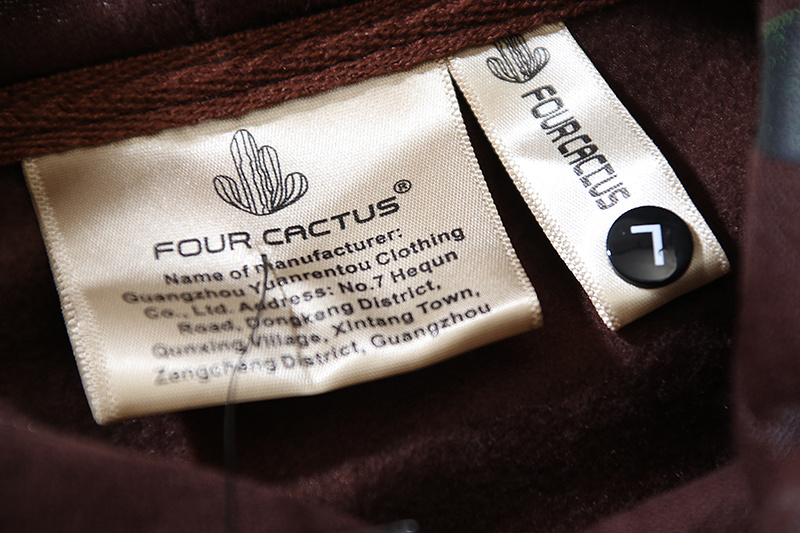 FOUR CACTUS®
Name of manufacturer:
Guangzhou Yuanrentou Clothing
Co., Ltd. Address: No.7 Hequn
Road, Dongkeng District,
Qunxing Village, Xintang Town,
Zengcheng District, Guangzhou
FOURCACTUS
L